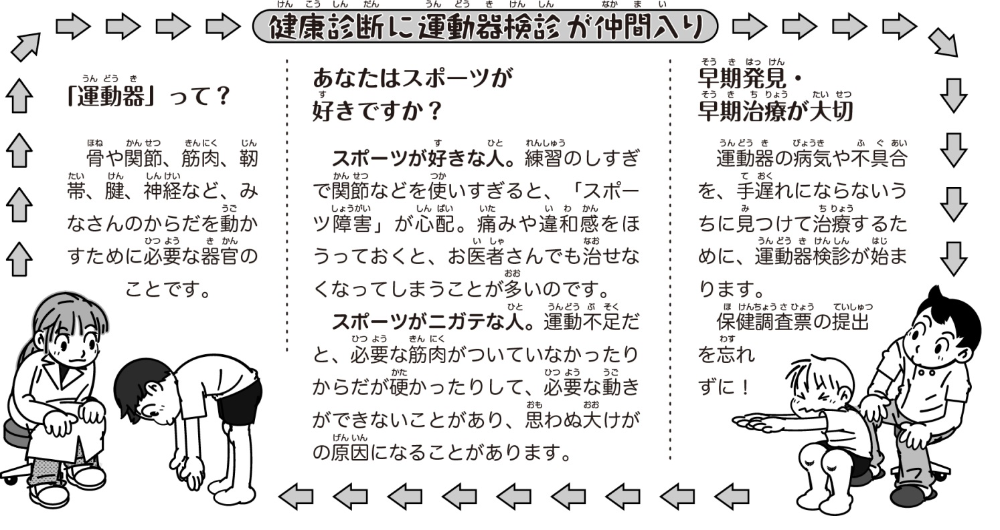 健康診断に運動器検診が仲間入り
「運動器」って?
骨や関節、筋肉、靭
帯、腱、神経など、み
なさんのからだを動か
すために必要な器官の
ことです。
あなたはスポーツが
好きですか?
スポーツが好きな人。練習のしすぎ
で関節などを使いすぎると、「スポー
ツ障害」が心配。痛みや違和感をほ
うっておくと、お医者さんでも治せな
くなってしまうことが多いのです。
スポーツがニガテな人。運動不足だ
と、必要な筋肉がついていなかったり
からだが硬かったりして、必要な動き
ができないことがあり、思わぬ大けが
の原因になることがあります。
早期発見・
早期治療が大切
運動器の病気や不具合
を、手遅れにならないう
ちに見つけて治療するた
めに、運動器検診が始ま
ります。
保健調査票の提出
を忘れ
ずに!